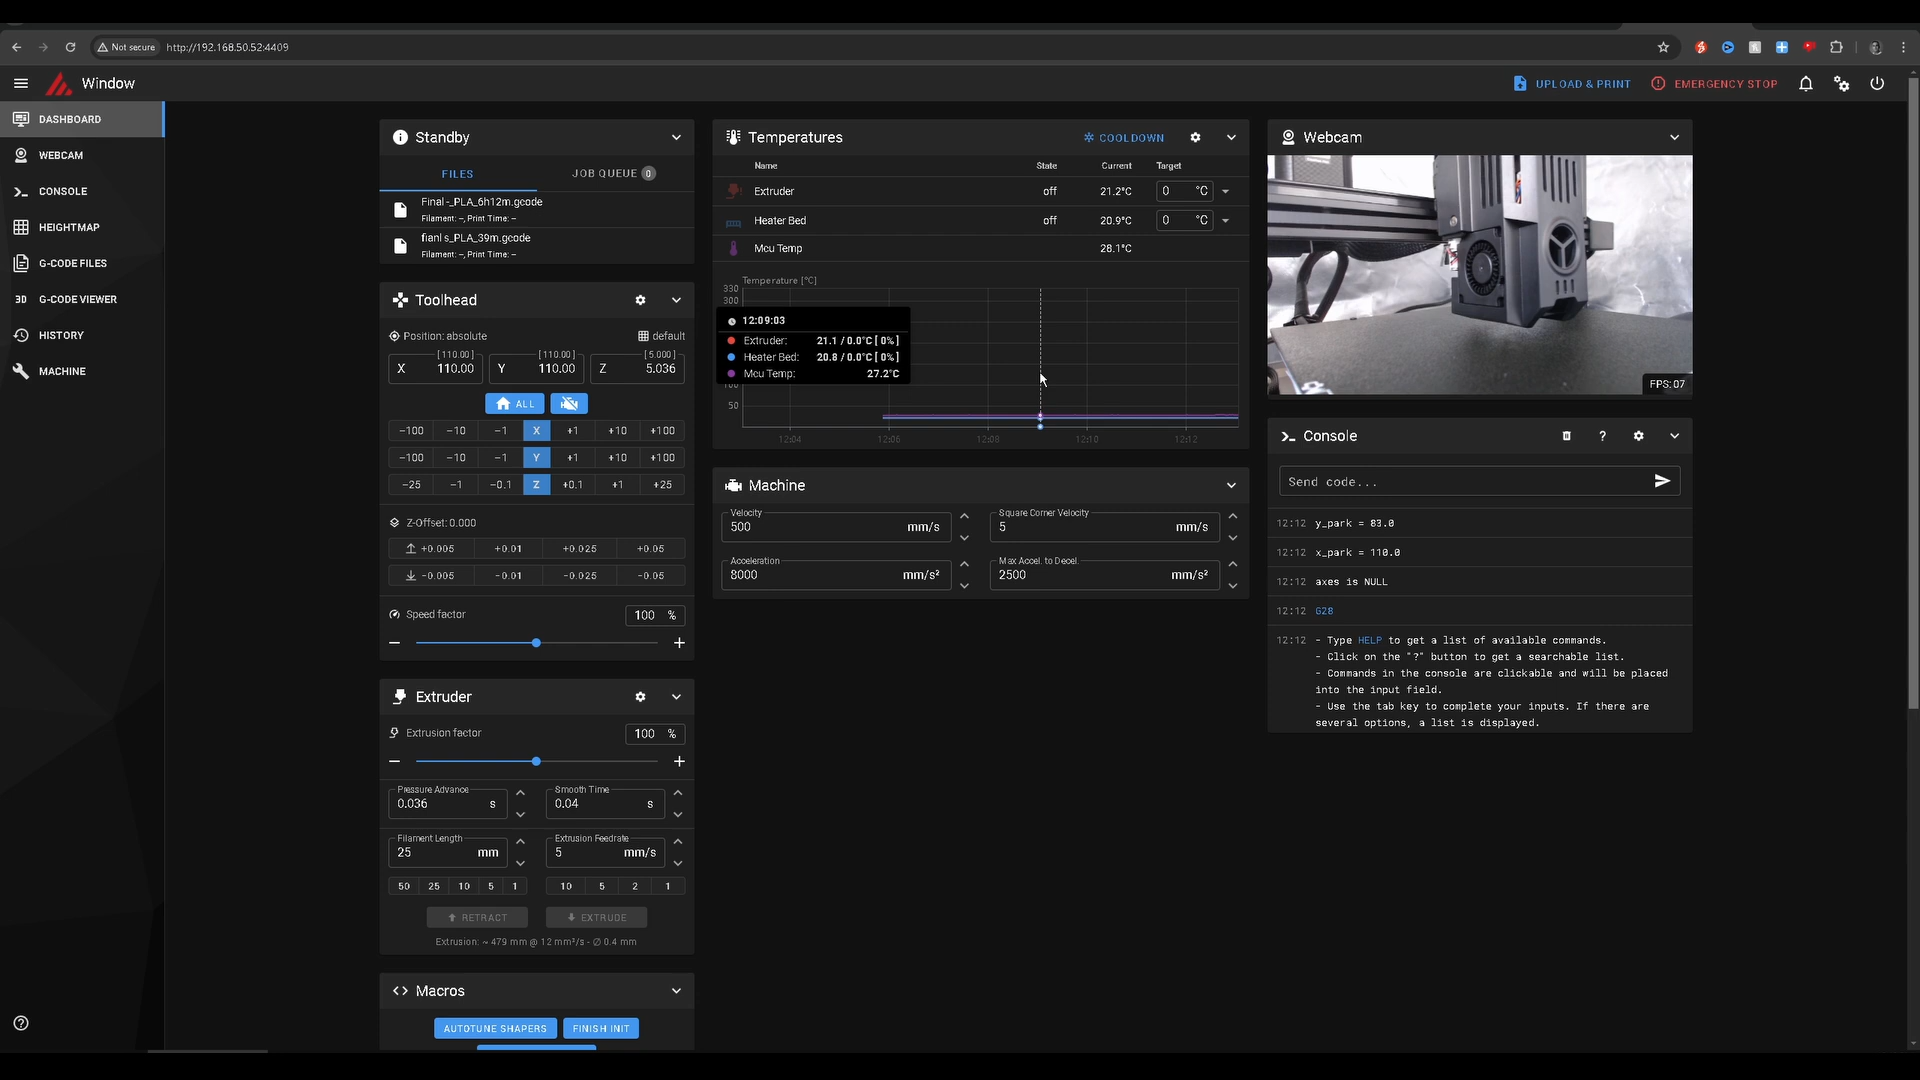 Not secure
http://192.168.50.52:4409
Window
UPLOAD & PRINT
EMERGENCY STOP
DASHBOARD
WEBCAM
CONSOLE
HEIGHTMAP
G-CODE FILES
3D G-CODE VIEWER
HISTORY
MACHINE
Standby
FILES
JOB QUEUE 0
Final-_PLA_6h12m.gcode
Filament: --, Print Time: --
fianl s_PLA_39m.gcode
Filament: --, Print Time: --
Toolhead
Position: absolute
default
[110.00] [110.00] [5.000]
X 110.00 Y 110.00 Z 5.036
ALL
-100 -10 -1 X +1 +10 +100
-100 -10 -1 Y +1 +10 +100
-25 -1 -0.1 Z +0.1 +1 +25
Z-Offset: 0.000
+0.005 +0.01 +0.025 +0.05
-0.005 -0.01 -0.025 -0.05
Speed factor
100 %
Extruder
Extrusion factor
100 %
Pressure Advance
0.036 s
Smooth Time
0.04 s
Filament Length
25 mm
Extrusion Feedrate
5 mm/s
50 25 10 5 1
10 5 2 1
RETRACT
EXTRUDE
Extrusion: ~ 479 mm @ 12 mm³/s - ∅ 0.4 mm
Macros
AUTOTUNE SHAPERS
FINISH INIT
Temperatures
COOLDOWN
Name State Current Target
Extruder off 21.2°C 0 °C
Heater Bed off 20.9°C 0 °C
Mcu Temp 28.1°C
Temperature [°C]
330
300
50
12:04 12:06 12:08 12:10 12:12
12:09:03
Extruder: 21.1 / 0.0°C [ 0%]
Heater Bed: 20.8 / 0.0°C [ 0%]
Mcu Temp: 27.2°C
Machine
Velocity
500 mm/s
Square Corner Velocity
5 mm/s
Acceleration
8000 mm/s²
Max Accel. to Decel.
2500 mm/s²
Webcam
FPS: 07
Console
Send code...
12:12 y_park = 83.0
12:12 x_park = 110.0
12:12 axes is NULL
12:12 G28
12:12 - Type HELP to get a list of available commands.
- Click on the "?" button to get a searchable list.
- Commands in the console are clickable and will be placed
into the input field.
- Use the tab key to complete your inputs. If there are
several options, a list is displayed.